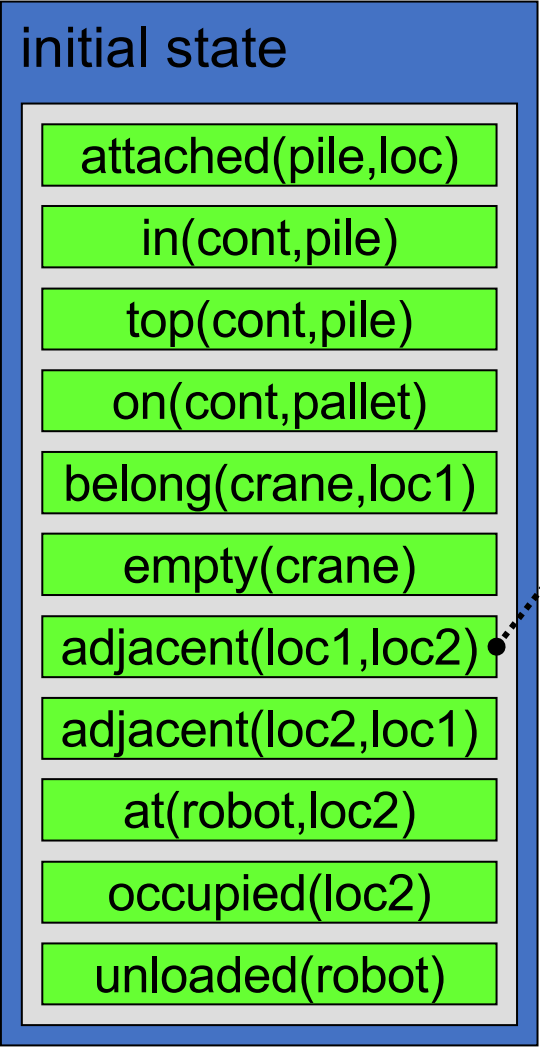 initial state
attached(pile,loc)
in(cont,pile)
top(cont,pile)
on(cont,pallet)
belong(crane,loc1)
empty(crane)
adjacent(loc1,loc2)
adjacent(loc2,loc1)
at(robot,loc2)
occupied(loc2)
unloaded(robot)